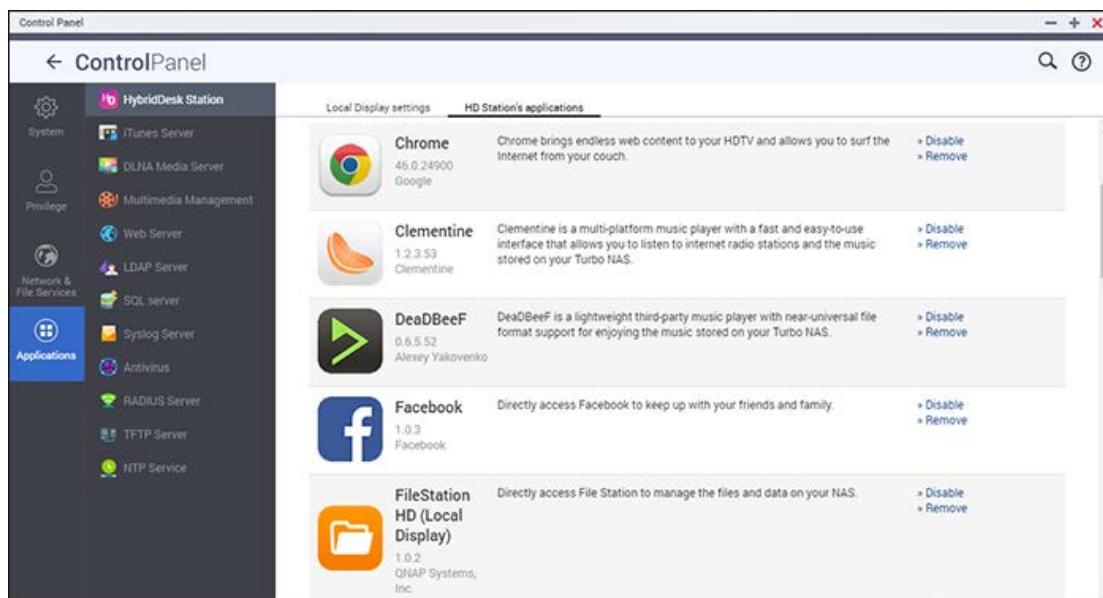 Control Panel
ControlPanel
System
Privilege
Network &
File Services
Applications
HybridDesk Station
iTunes Server
DLNA Media Server
Multimedia Management
Web Server
LDAP Server
SQL server
Syslog Server
Antivirus
RADIUS Server
TFTP Server
NTP Service
Local Display settings
HD Station's applications
Chrome
46.0.24900
Google
Chrome brings endless web content to your HDTV and allows you to surf the
Internet from your couch.
» Disable
» Remove
Clementine
1.2.3.53
Clementine
Clementine is a multi-platform music player with a fast and easy-to-use
interface that allows you to listen to internet radio stations and the music
stored on your Turbo NAS.
» Disable
» Remove
DeaDBeeF
0.6.5.52
Alexey Yakovenko
DeaDBeeF is a lightweight third-party music player with near-universal file
format support for enjoying the music stored on your Turbo NAS.
» Disable
» Remove
Facebook
1.0.3
Facebook
Directly access Facebook to keep up with your friends and family.
» Disable
» Remove
FileStation
HD (Local
Display)
1.0.2
QNAP Systems,
Inc.
Directly access File Station to manage the files and data on your NAS.
» Disable
» Remove